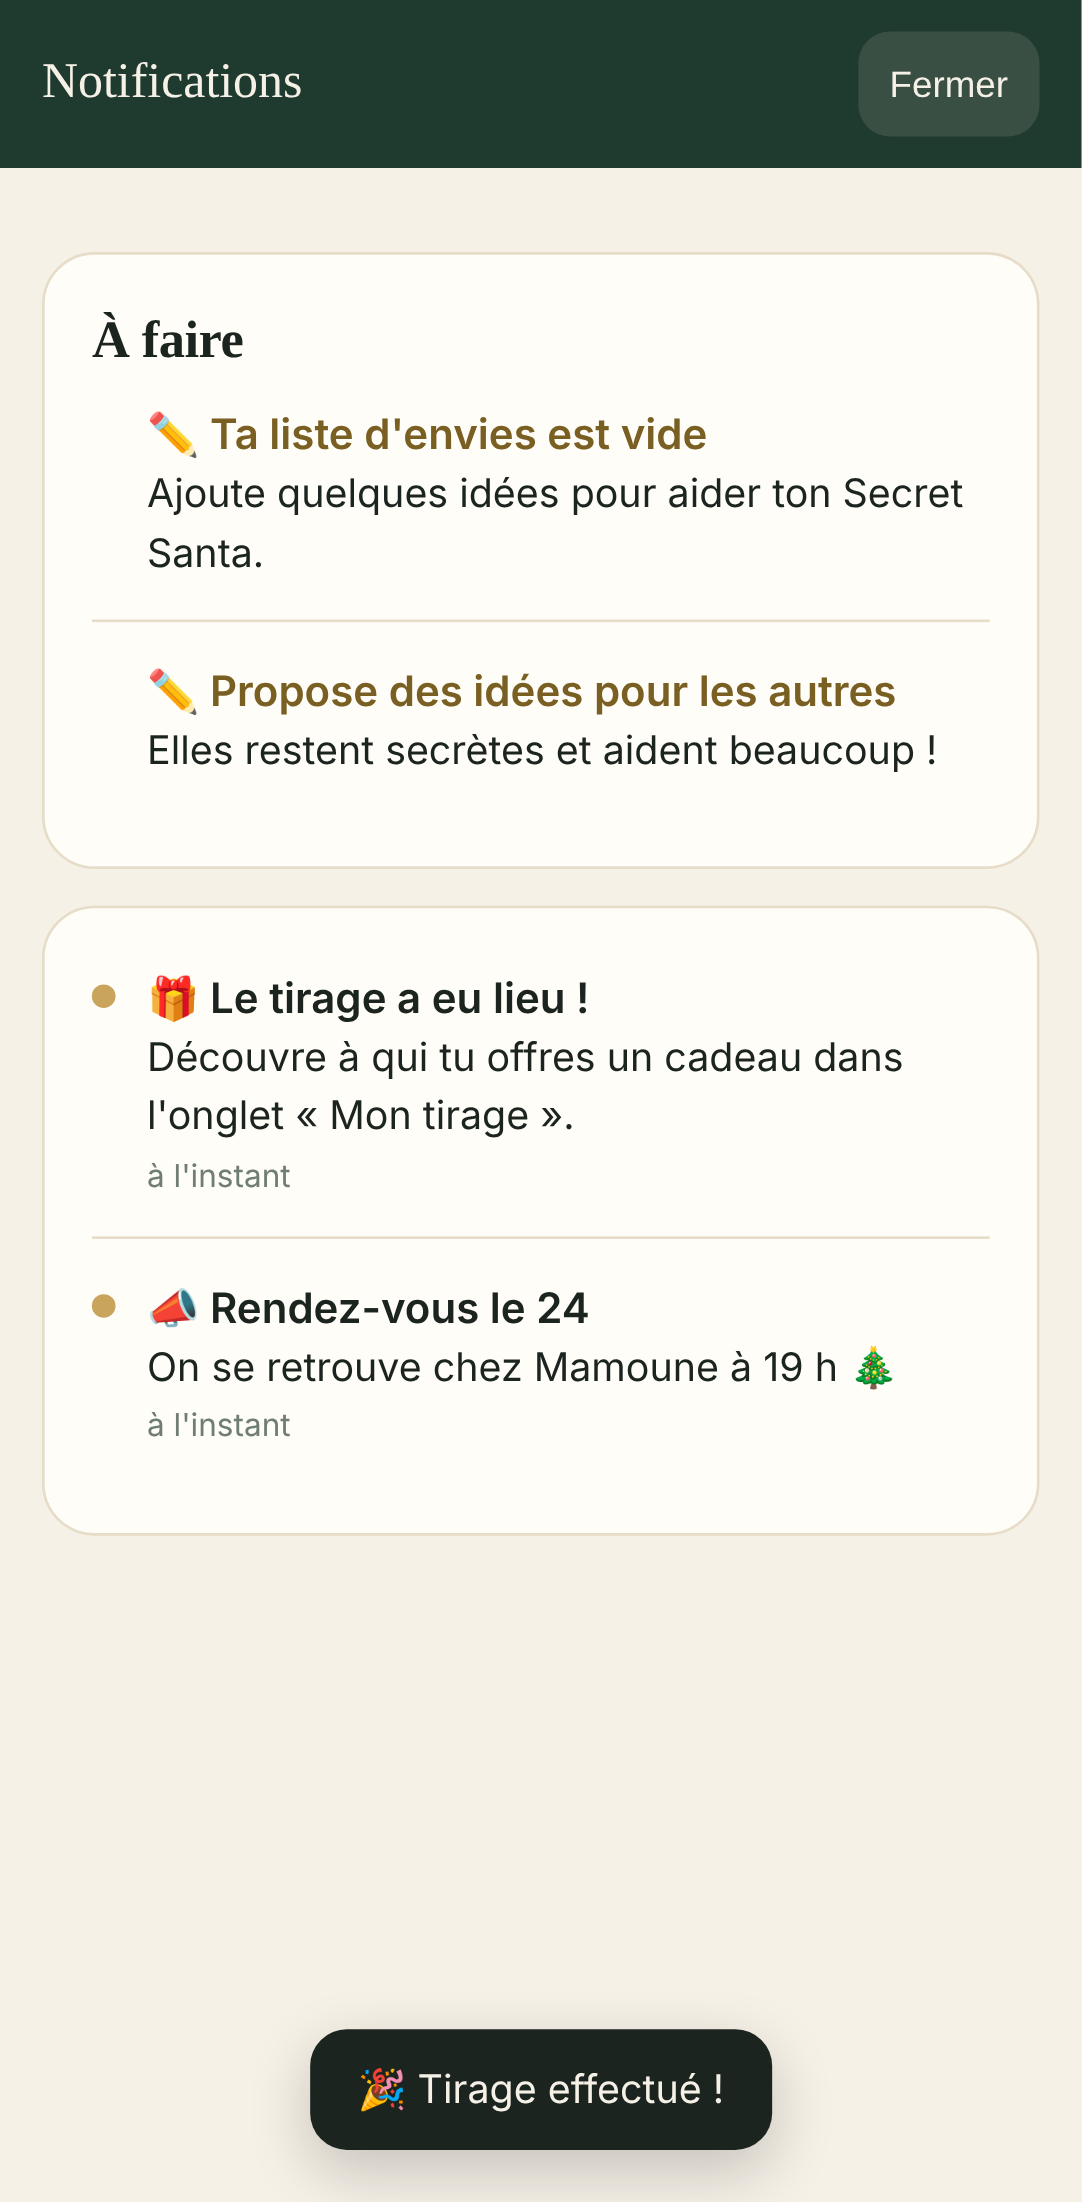 Notifications
Fermer
À faire
✏️ Ta liste d'envies est vide
Ajoute quelques idées pour aider ton Secret
Santa.
✏️ Propose des idées pour les autres
Elles restent secrètes et aident beaucoup !
🎁 Le tirage a eu lieu !
Découvre à qui tu offres un cadeau dans
l'onglet « Mon tirage ».
à l'instant
📣 Rendez-vous le 24
On se retrouve chez Mamoune à 19 h 🎄
à l'instant
🎉 Tirage effectué !